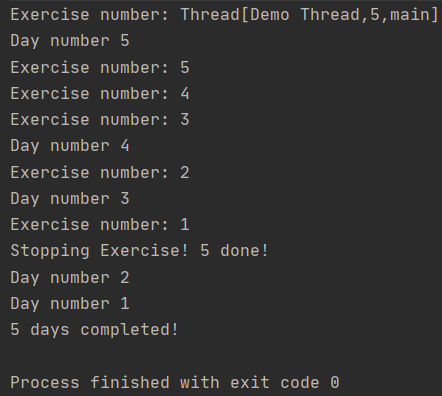 Exercise number: Thread[Demo Thread,5,main]
Day number 5
Exercise number: 5
Exercise number: 4
Exercise number: 3
Day number 4
Exercise number: 2
Day number 3
Exercise number: 1
Stopping Exercise! 5 done!
Day number 2
Day number 1
5 days completed!
Process finished with exit code 0